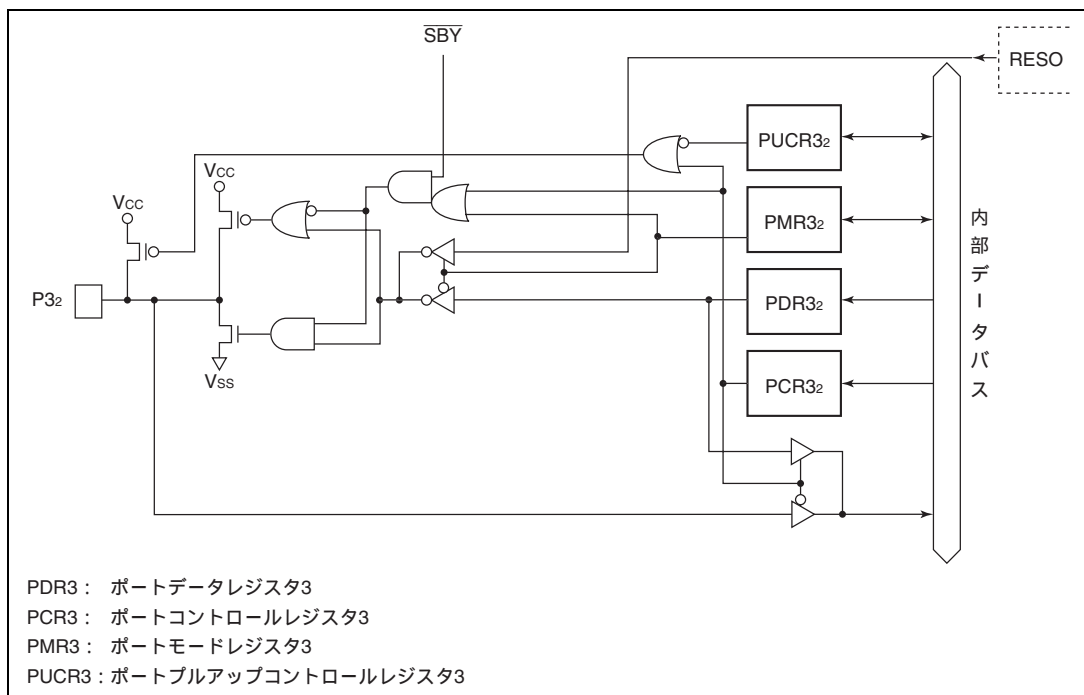 SBY
RESO
PUCR3₂
VCC
VCC
PMR3₂
P3₂
PDR3₂
VSS
PCR3₂
内部データバス
PDR3： ポートデータレジスタ3
PCR3： ポートコントロールレジスタ3
PMR3： ポートモードレジスタ3
PUCR3：ポートプルアップコントロールレジスタ3